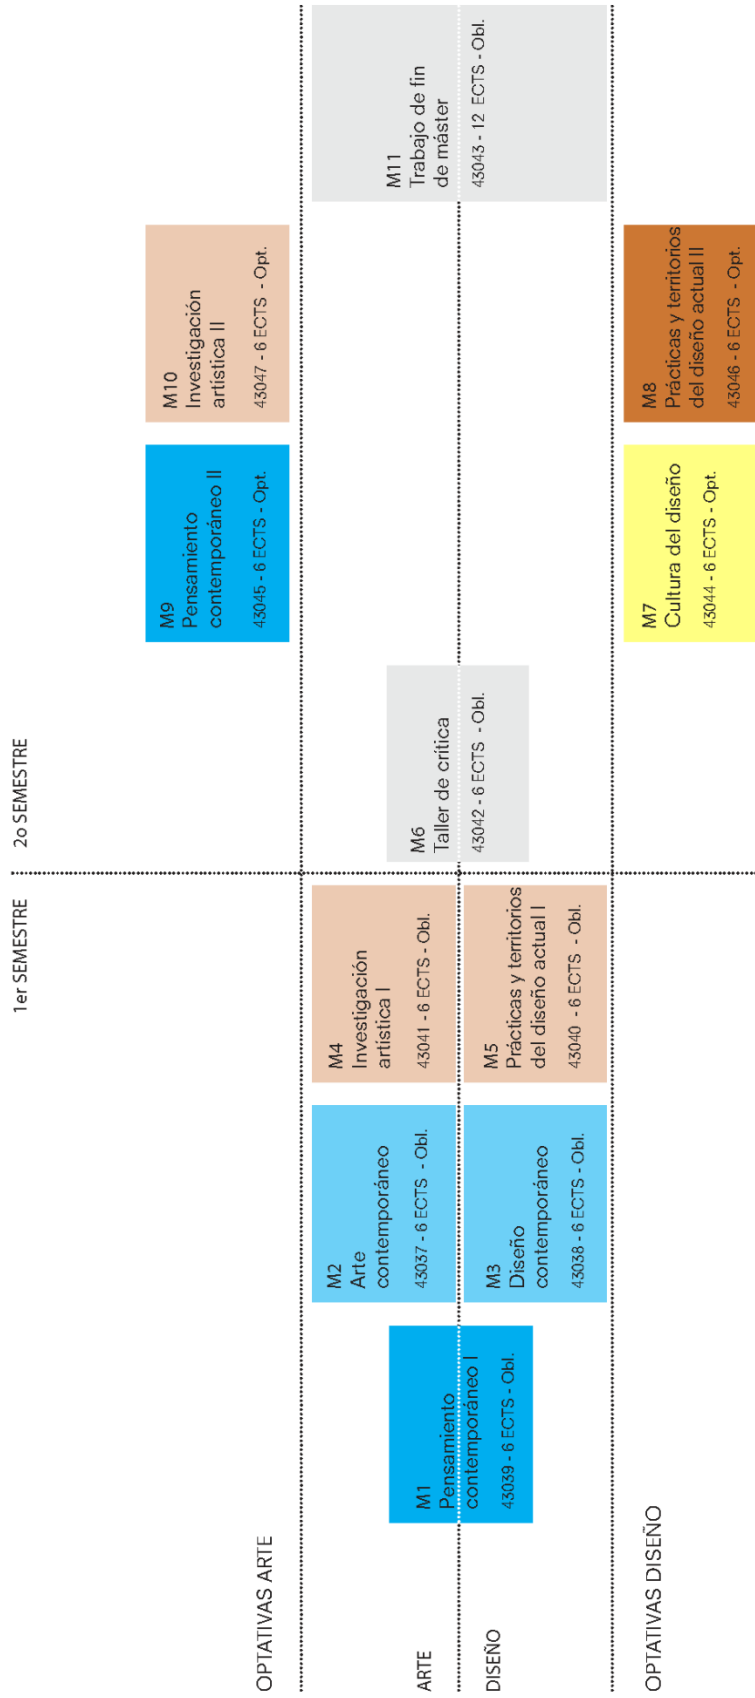 1er SEMESTRE
2o SEMESTRE
OPTATIVAS ARTE
M9
Pensamiento
contemporáneo II
43045 - 6 ECTS - Opt.
M10
Investigación
artística II
43047 - 6 ECTS - Opt.
ARTE
DISEÑO
M1
Pensamiento
contemporáneo I
43039 - 6 ECTS - Obl.
M2
Arte
contemporáneo
43037 - 6 ECTS - Obl.
M4
Investigación
artística I
43041 - 6 ECTS - Obl.
M3
Diseño
contemporáneo
43038 - 6 ECTS - Obl.
M5
Prácticas y territorios
del diseño actual I
43040 - 6 ECTS - Obl.
M6
Taller de crítica
43042 - 6 ECTS - Obl.
M11
Trabajo de fin
de máster
43043 - 12 ECTS - Obl.
OPTATIVAS DISEÑO
M7
Cultura del diseño
43044 - 6 ECTS - Opt.
M8
Prácticas y territorios
del diseño actual II
43046 - 6 ECTS - Opt.